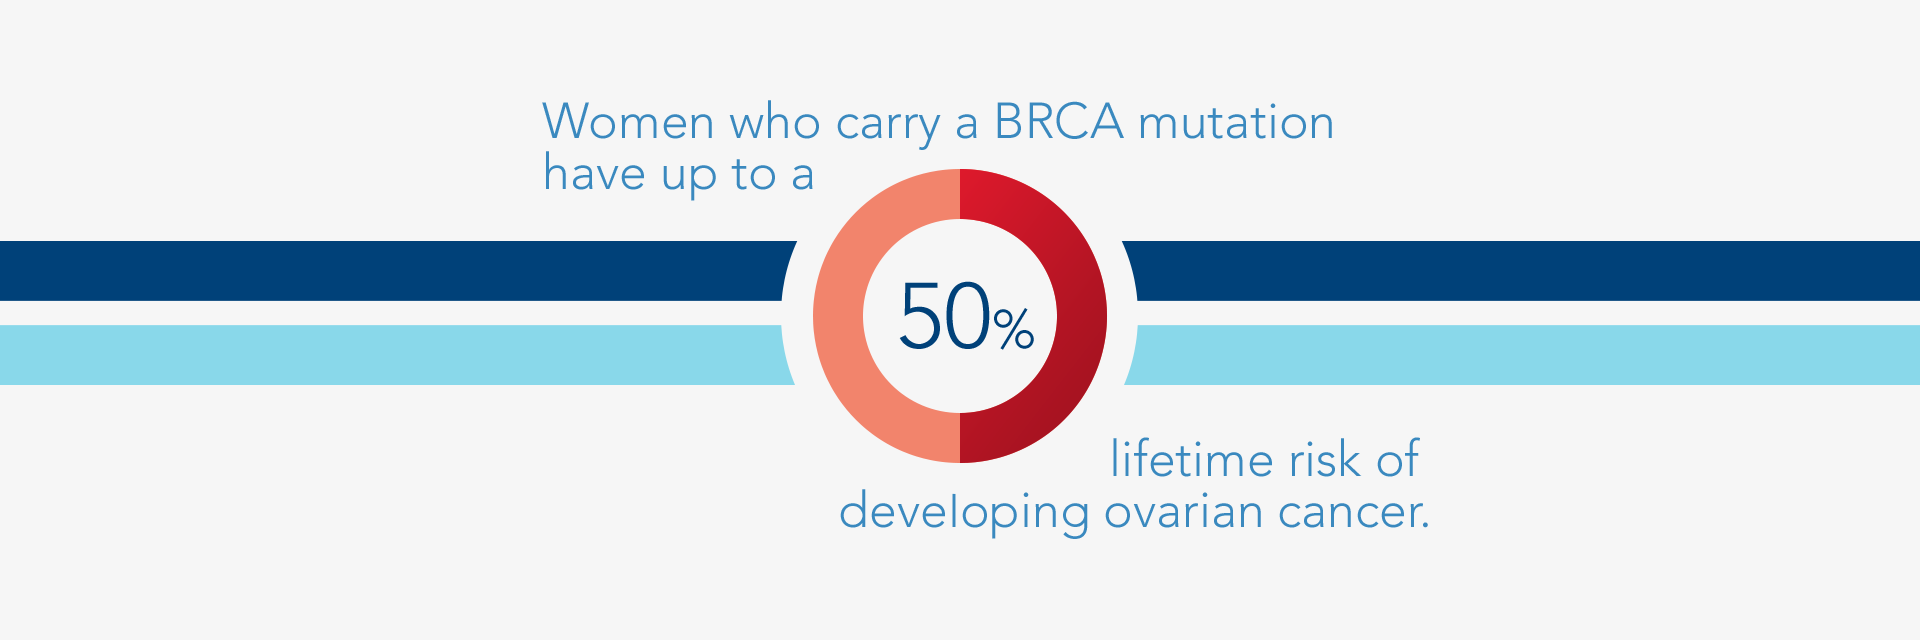 Women who carry a BRCA mutation
have up to a
50%
lifetime risk of
developing ovarian cancer.